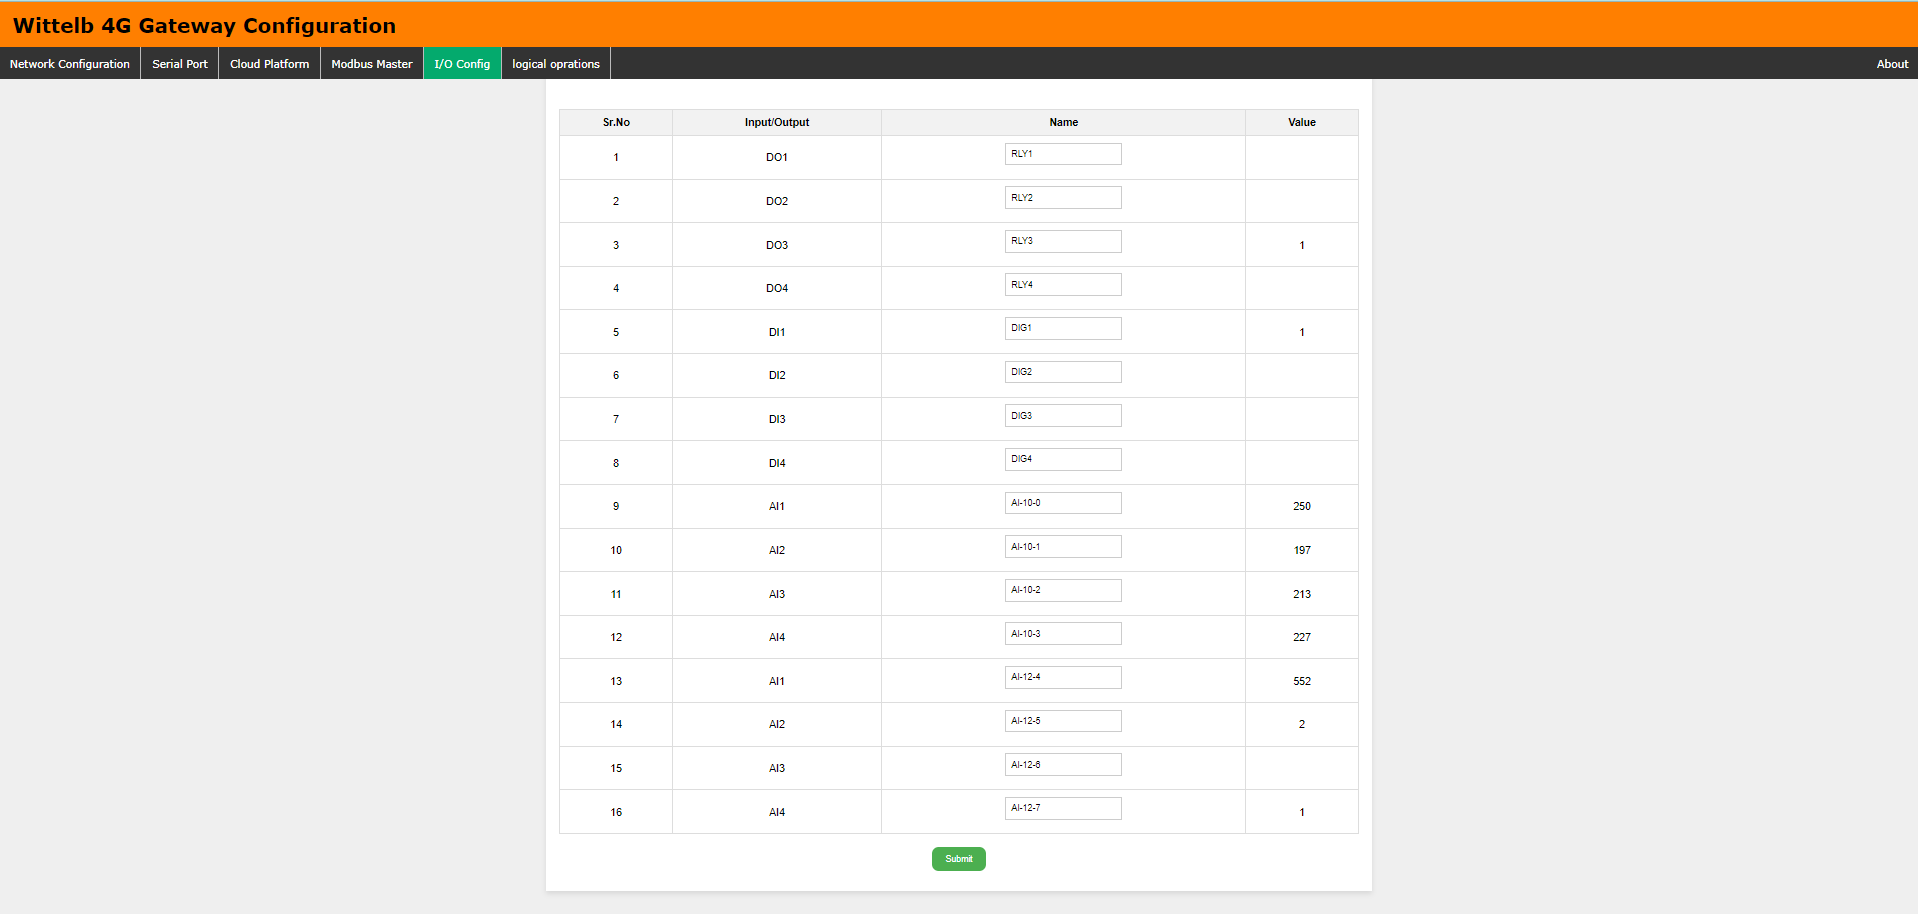 Wittelb 4G Gateway Configuration
Network Configuration Serial Port Cloud Platform Modbus Master I/O Config logical oprations About
Sr.No Input/Output Name Value
1 DO1 RLY1
2 DO2 RLY2
3 DO3 RLY3 1
4 DO4 RLY4
5 DI1 DIG1 1
6 DI2 DIG2
7 DI3 DIG3
8 DI4 DIG4
9 AI1 AI-10-0 250
10 AI2 AI-10-1 197
11 AI3 AI-10-2 213
12 AI4 AI-10-3 227
13 AI1 AI-12-4 552
14 AI2 AI-12-5 2
15 AI3 AI-12-6
16 AI4 AI-12-7 1
Submit